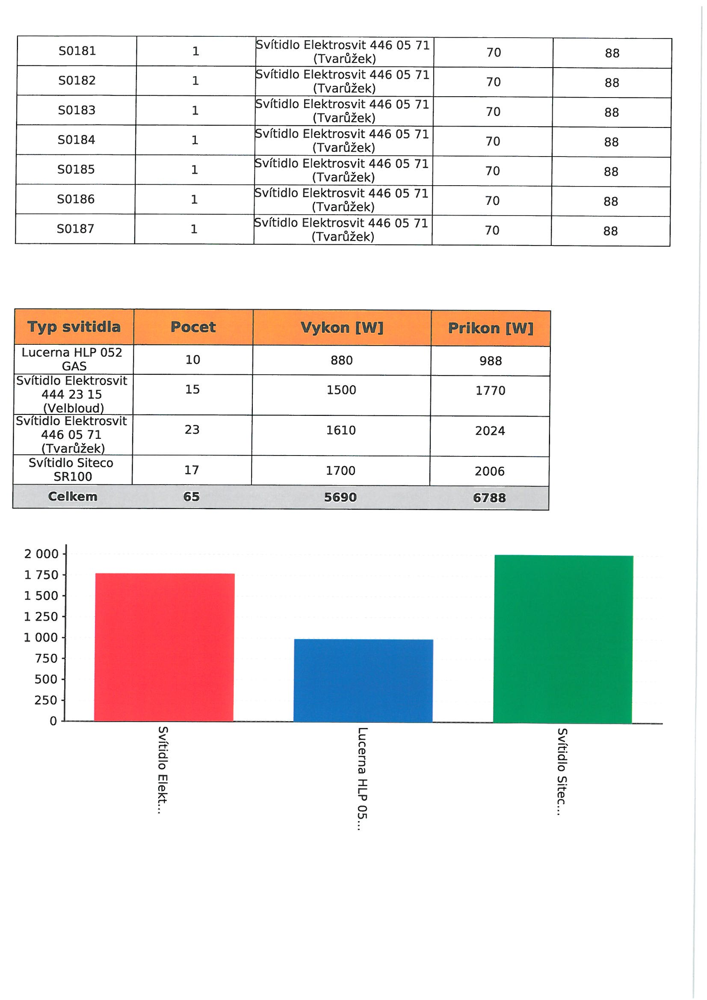 S0181 1 Svítidlo Elektrosvit 446 05 71 70 88
(Tvarůžek)
S0182 1 Svítidlo Elektrosvit 446 05 71 70 88
(Tvarůžek)
S0183 1 Svítidlo Elektrosvit 446 05 71 70 88
(Tvarůžek)
S0184 1 Svítidlo Elektrosvit 446 05 71 70 88
(Tvarůžek)
S0185 1 Svítidlo Elektrosvit 446 05 71 70 88
(Tvarůžek)
S0186 1 Svítidlo Elektrosvit 446 05 71 70 88
(Tvarůžek)
S0187 1 Svítidlo Elektrosvit 446 05 71 70 88
(Tvarůžek)
Typ svitidla Pocet Vykon [W] Prikon [W]
Lucerna HLP 052
GAS 10 880 988
Svítidlo Elektrosvit
444 23 15 15 1500 1770
(Velbloud)
Svítidlo Elektrosvit
446 05 71 23 1610 2024
(Tvarůžek)
Svítidlo Siteco
SR100 17 1700 2006
Celkem 65 5690 6788
2 000
1 750
1 500
1 250
1 000
750
500
250
0
Svítidlo Elekt...
Lucerna HLP 05...
Svítidlo Sitec...